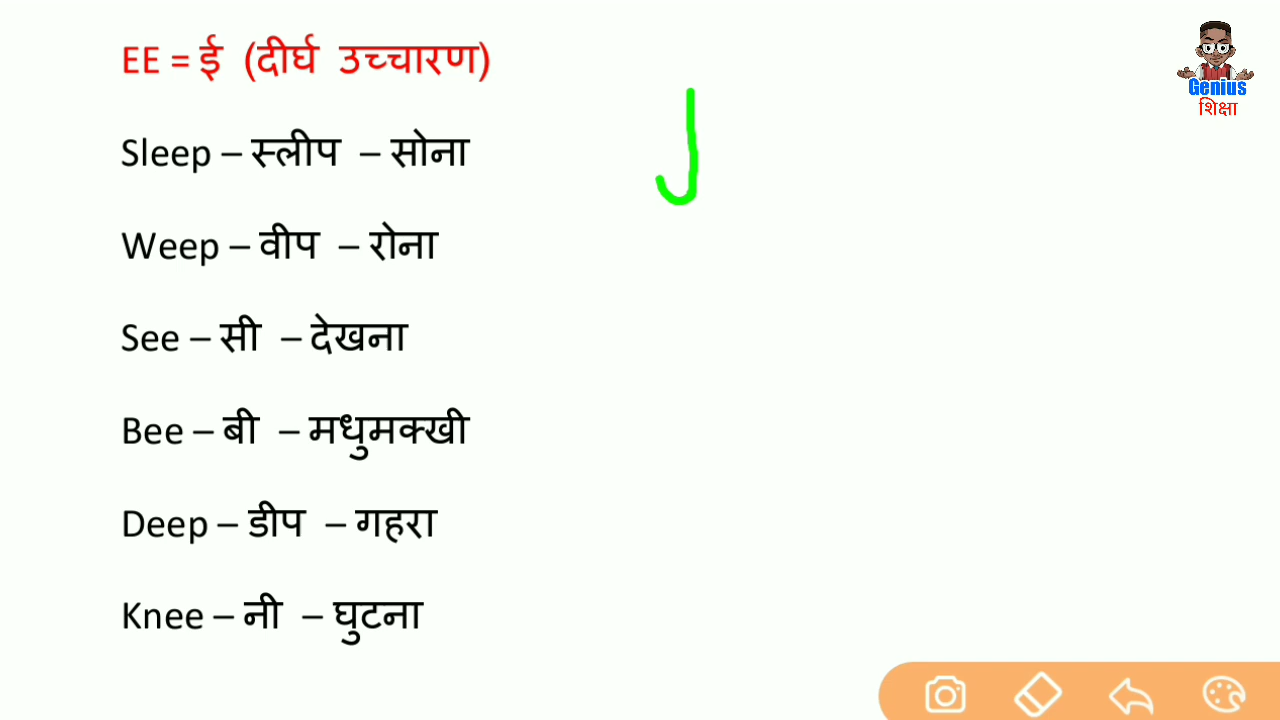 EE = ई (दीर्घ उच्चारण)
Sleep – स्लीप – सोना
Weep – वीप – रोना
See – सी – देखना
Bee – बी – मधुमक्खी
Deep – डीप – गहरा
Knee – नी – घुटना
J
Genius
शिक्षा